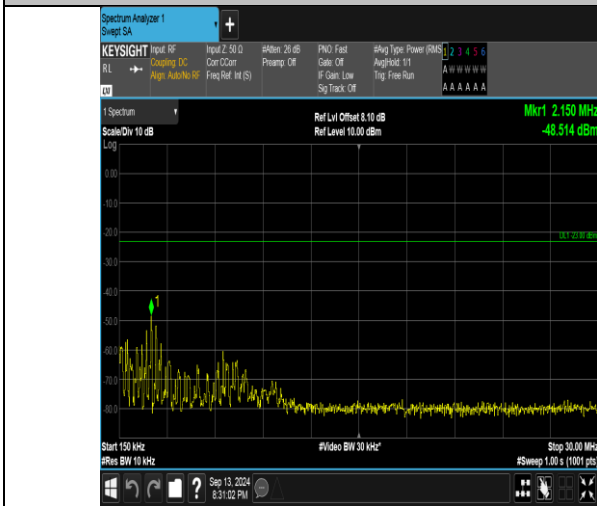 Spectrum Analyzer 1
Swept SA
+
KEYSIGHT
RL
Input: RF
Coupling: DC
Align: Auto/No RF
Input Z: 50 Ω
Corr CCorr
Freq Ref: Int (S)
#Atten: 26 dB
Preamp: Off
PNO: Fast
Gate: Off
IF Gain: Low
Sig Track: Off
#Avg Type: Power (RMS
Avg|Hold: 1/1
Trig: Free Run
1 2 3 4 5 6
A W W W W W
A A A A A A
1 Spectrum
Scale/Div 10 dB
Log
Ref Lvl Offset 8.10 dB
Ref Level 10.00 dBm
Mkr1 2.150 MHz
-48.514 dBm
0.00
-10.0
-20.0
DL1 -23.00 dBm
-30.0
-40.0
1
-50.0
-60.0
-70.0
-80.0
Start 150 kHz
#Res BW 10 kHz
#Video BW 30 kHz*
Stop 30.00 MHz
#Sweep 1.00 s (1001 pts)
?
Sep 13, 2024
8:31:02 PM